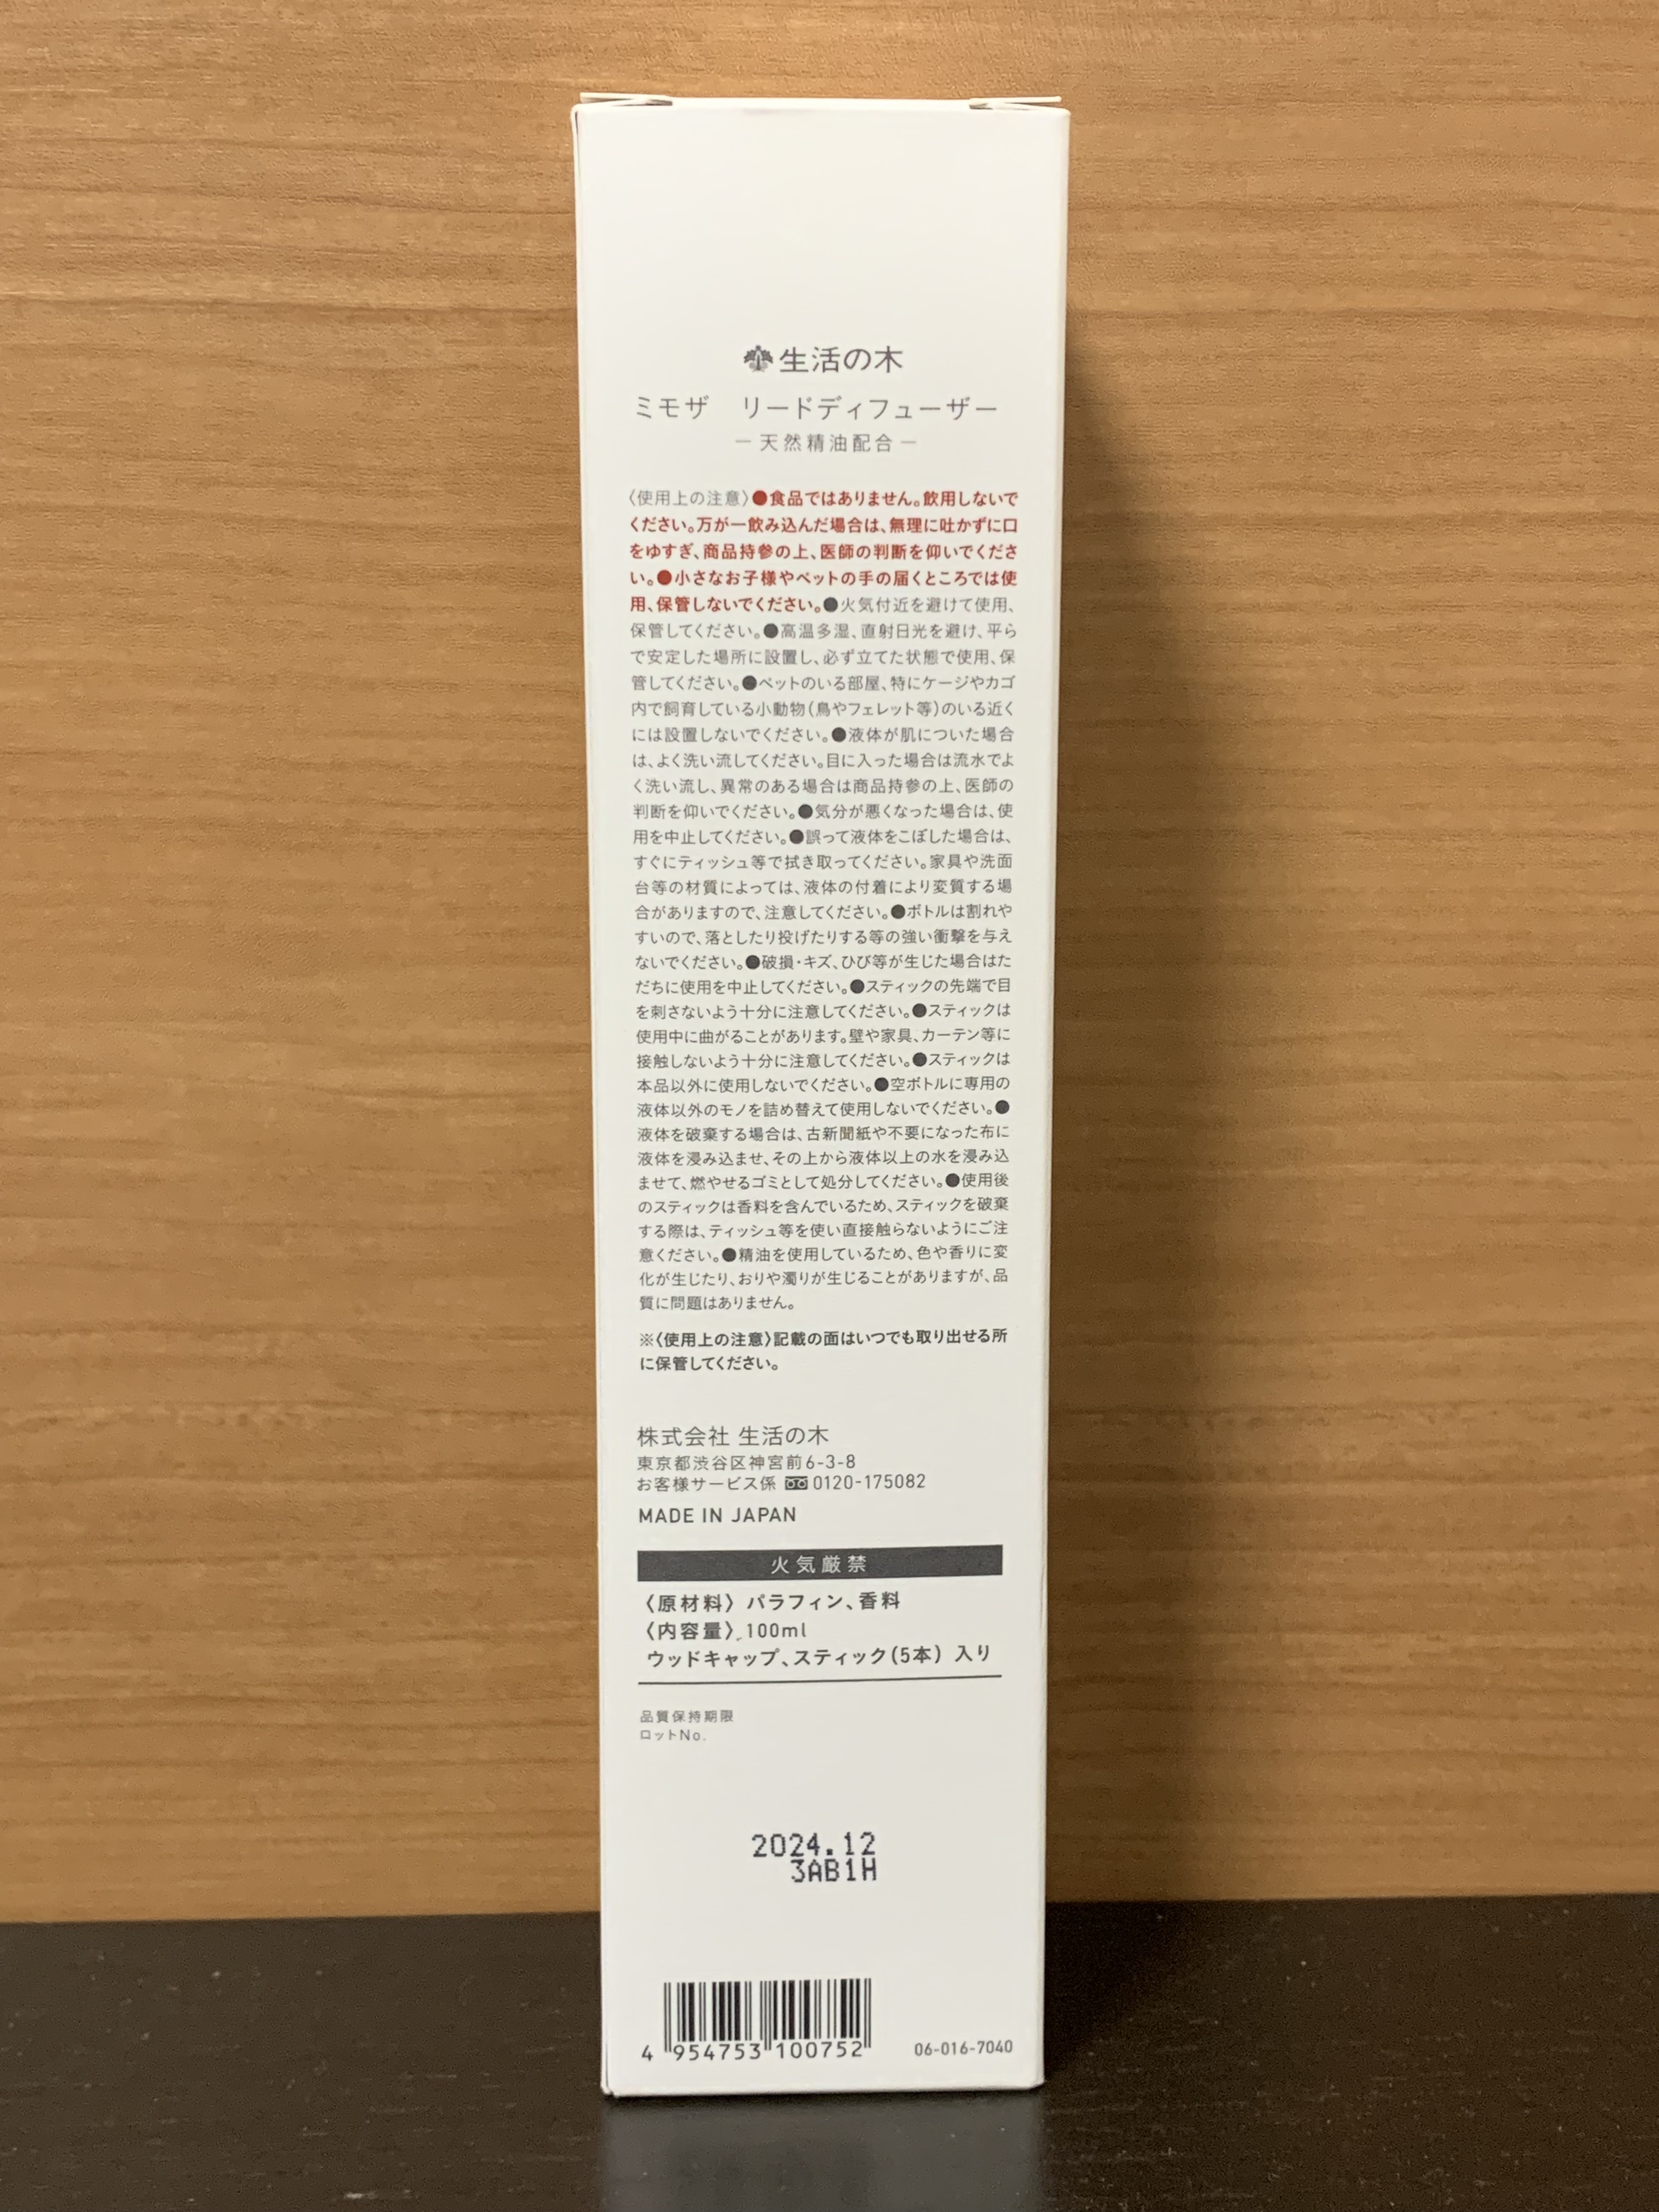 生活の木
ミモザ　リードディフューザー
― 天然精油配合 ―
〈使用上の注意〉●食品ではありません。飲用しないで
ください。万が一飲み込んだ場合は、無理に吐かずに口
をゆすぎ、商品持参の上、医師の判断を仰いでくださ
い。●小さなお子様やペットの手の届くところでは使
用、保管しないでください。●火気付近を避けて使用、
保管してください。●高温多湿、直射日光を避け、平ら
で安定した場所に設置し、必ず立てた状態で使用、保
管してください。●ペットのいる部屋、特にケージやカゴ
内で飼育している小動物(鳥やフェレット等)のいる近く
には設置しないでください。●液体が肌についた場合
は、よく洗い流してください。目に入った場合は流水でよ
く洗い流し、異常のある場合は商品持参の上、医師の
判断を仰いでください。●気分が悪くなった場合は、使
用を中止してください。●誤って液体をこぼした場合は、
すぐにティッシュ等で拭き取ってください。家具や洗面
台等の材質によっては、液体の付着により変質する場
合がありますので、注意してください。●ボトルは割れや
すいので、落としたり投げたりする等の強い衝撃を与え
ないでください。●破損・キズ、ひび等が生じた場合はた
だちに使用を中止してください。●スティックの先端で目
を刺さないよう十分に注意してください。●スティックは
使用中に曲がることがあります。壁や家具、カーテン等に
接触しないよう十分に注意してください。●スティックは
本品以外に使用しないでください。●空ボトルに専用の
液体以外のモノを詰め替えて使用しないでください。●
液体を破棄する場合は、古新聞紙や不要になった布に
液体を浸み込ませ、その上から液体以上の水を浸み込
ませて、燃やせるゴミとして処分してください。●使用後
のスティックは香料を含んでいるため、スティックを破棄
する際は、ティッシュ等を使い直接触らないようにご注
意ください。●精油を使用しているため、色や香りに変
化が生じたり、おりや濁りが生じることがありますが、品
質に問題はありません。
※〈使用上の注意〉記載の面はいつでも取り出せる所
に保管してください。
株式会社 生活の木
東京都渋谷区神宮前6-3-8
お客様サービス係 0120-175082
MADE IN JAPAN
火気厳禁
〈原材料〉 パラフィン、香料
〈内容量〉 100ml
ウッドキャップ、スティック(5本) 入り
品質保持期限
ロットNo.
2024.12
3AB1H
4 954753 100752
06-016-7040